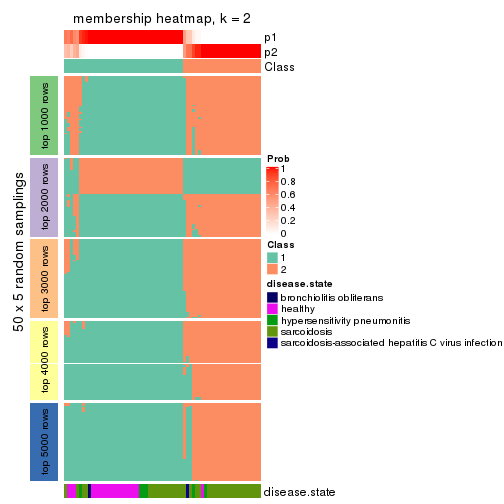 membership heatmap, k = 2
p1
p2
Class
50 x 5 random samplings
top 1000 rows
top 2000 rows
top 3000 rows
top 4000 rows
top 5000 rows
Prob
1
0.8
0.6
0.4
0.2
0
Class
1
2
disease.state
bronchiolitis obliterans
healthy
hypersensitivity pneumonitis
sarcoidosis
sarcoidosis-associated hepatitis C virus infection
disease.state